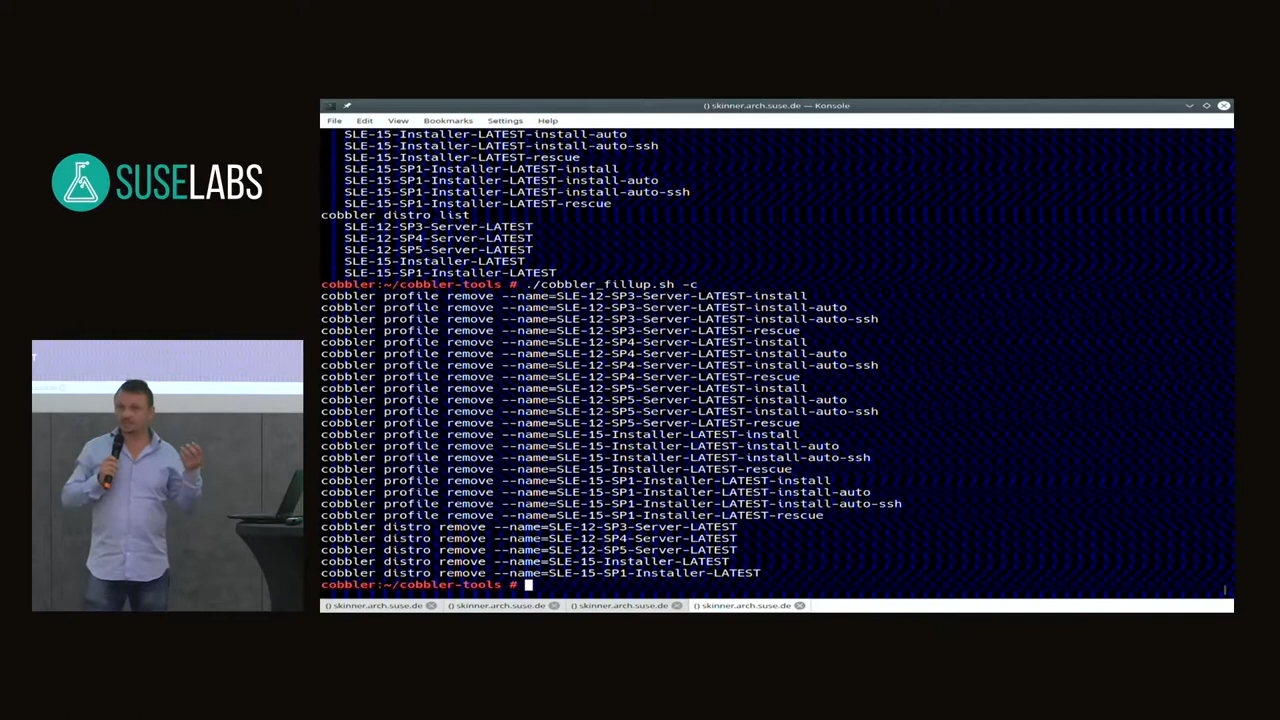 SUSELABS
() skinner.arch.suse.de — Konsole
File Edit View Bookmarks Settings Help
SLE-15-Installer-LATEST-install-auto
SLE-15-Installer-LATEST-install-auto-ssh
SLE-15-Installer-LATEST-rescue
SLE-15-SP1-Installer-LATEST-install
SLE-15-SP1-Installer-LATEST-install-auto
SLE-15-SP1-Installer-LATEST-install-auto-ssh
SLE-15-SP1-Installer-LATEST-rescue
cobbler distro list
SLE-12-SP3-Server-LATEST
SLE-12-SP4-Server-LATEST
SLE-12-SP5-Server-LATEST
SLE-15-Installer-LATEST
SLE-15-SP1-Installer-LATEST
cobbler:~/cobbler-tools # ./cobbler_fillup.sh -c
cobbler profile remove --name=SLE-12-SP3-Server-LATEST-install
cobbler profile remove --name=SLE-12-SP3-Server-LATEST-install-auto
cobbler profile remove --name=SLE-12-SP3-Server-LATEST-install-auto-ssh
cobbler profile remove --name=SLE-12-SP3-Server-LATEST-rescue
cobbler profile remove --name=SLE-12-SP4-Server-LATEST-install
cobbler profile remove --name=SLE-12-SP4-Server-LATEST-install-auto
cobbler profile remove --name=SLE-12-SP4-Server-LATEST-install-auto-ssh
cobbler profile remove --name=SLE-12-SP4-Server-LATEST-rescue
cobbler profile remove --name=SLE-12-SP5-Server-LATEST-install
cobbler profile remove --name=SLE-12-SP5-Server-LATEST-install-auto
cobbler profile remove --name=SLE-12-SP5-Server-LATEST-install-auto-ssh
cobbler profile remove --name=SLE-12-SP5-Server-LATEST-rescue
cobbler profile remove --name=SLE-15-Installer-LATEST-install
cobbler profile remove --name=SLE-15-Installer-LATEST-install-auto
cobbler profile remove --name=SLE-15-Installer-LATEST-install-auto-ssh
cobbler profile remove --name=SLE-15-Installer-LATEST-rescue
cobbler profile remove --name=SLE-15-SP1-Installer-LATEST-install
cobbler profile remove --name=SLE-15-SP1-Installer-LATEST-install-auto
cobbler profile remove --name=SLE-15-SP1-Installer-LATEST-install-auto-ssh
cobbler profile remove --name=SLE-15-SP1-Installer-LATEST-rescue
cobbler distro remove --name=SLE-12-SP3-Server-LATEST
cobbler distro remove --name=SLE-12-SP4-Server-LATEST
cobbler distro remove --name=SLE-12-SP5-Server-LATEST
cobbler distro remove --name=SLE-15-Installer-LATEST
cobbler distro remove --name=SLE-15-SP1-Installer-LATEST
cobbler:~/cobbler-tools #
() skinner.arch.suse.de () skinner.arch.suse.de () skinner.arch.suse.de () skinner.arch.suse.de